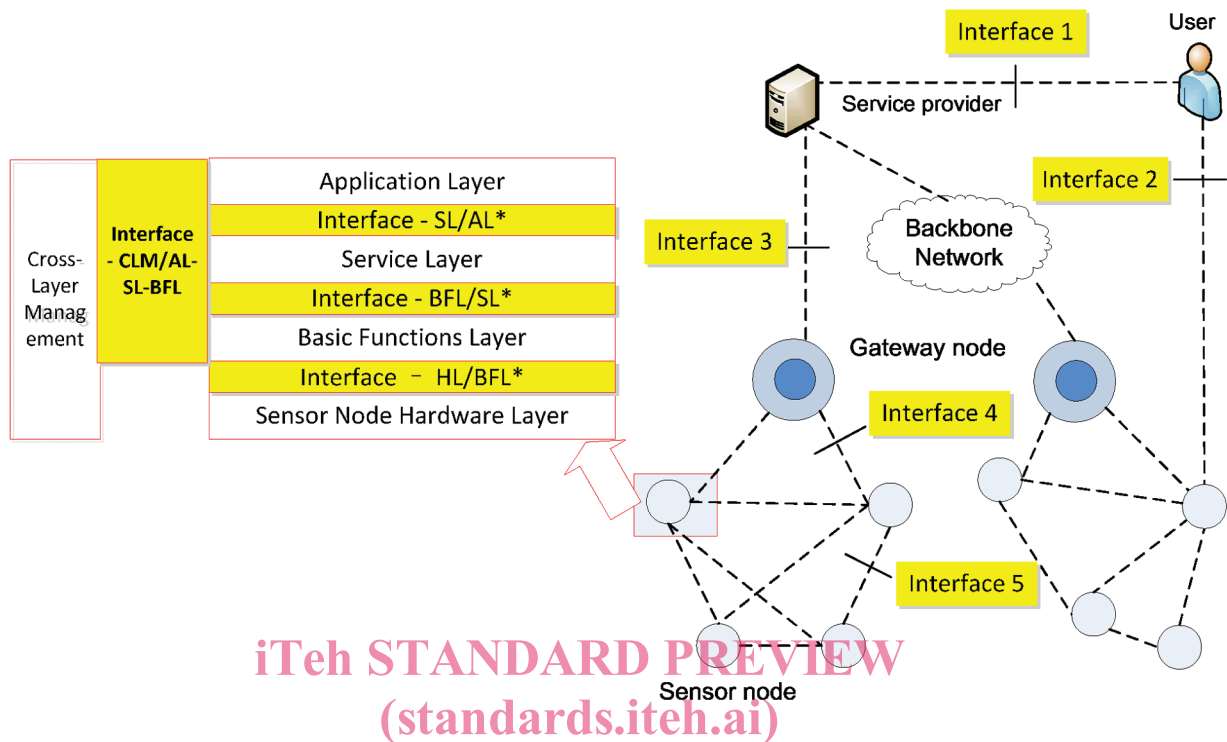 Interface 1
User
Service provider
Interface 2
Interface 3
Backbone
Network
Gateway node
Interface 4
Interface 5
Sensor node
Cross-
Layer
Manag
ement
Interface
- CLM/AL-
SL-BFL
Application Layer
Interface - SL/AL*
Service Layer
Interface - BFL/SL*
Basic Functions Layer
Interface – HL/BFL*
Sensor Node Hardware Layer
iTeh STANDARD PREVIEW
(standards.iteh.ai)